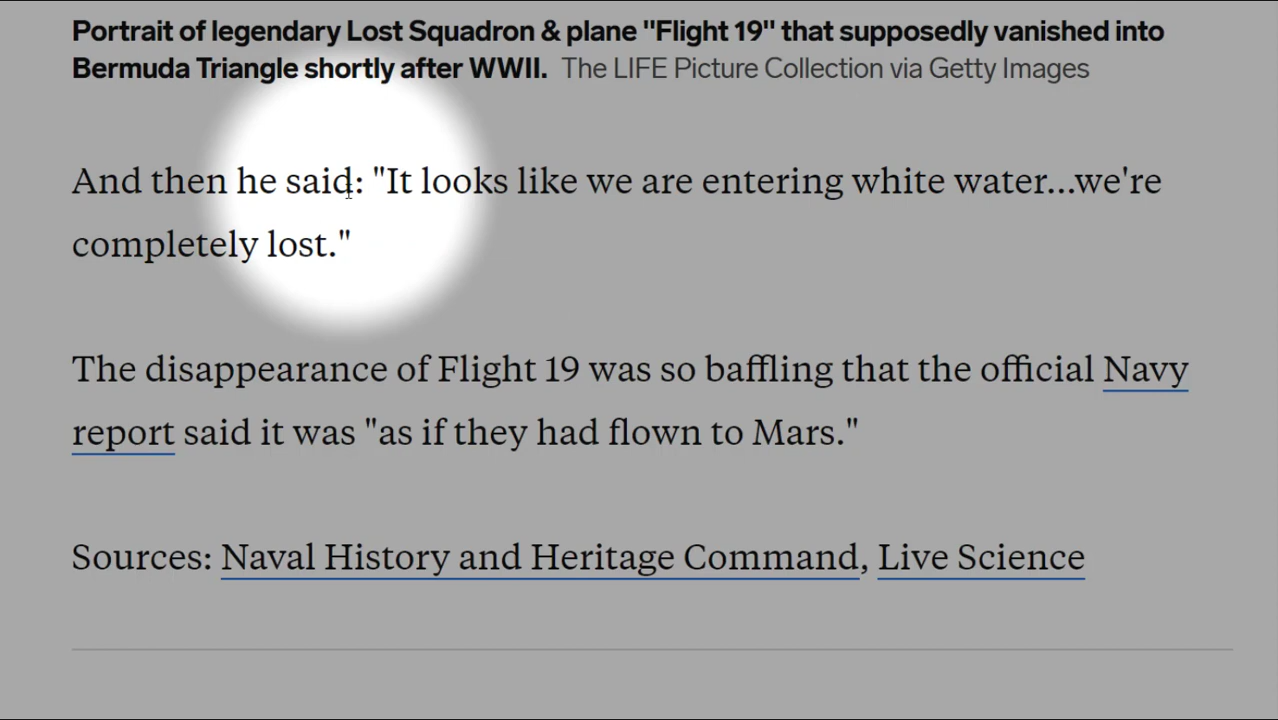 Portrait of legendary Lost Squadron & plane "Flight 19" that supposedly vanished into
Bermuda Triangle shortly after WWII. The LIFE Picture Collection via Getty Images
And then he said: "It looks like we are entering white water...we're
completely lost."
The disappearance of Flight 19 was so baffling that the official Navy
report said it was "as if they had flown to Mars."
Sources: Naval History and Heritage Command, Live Science